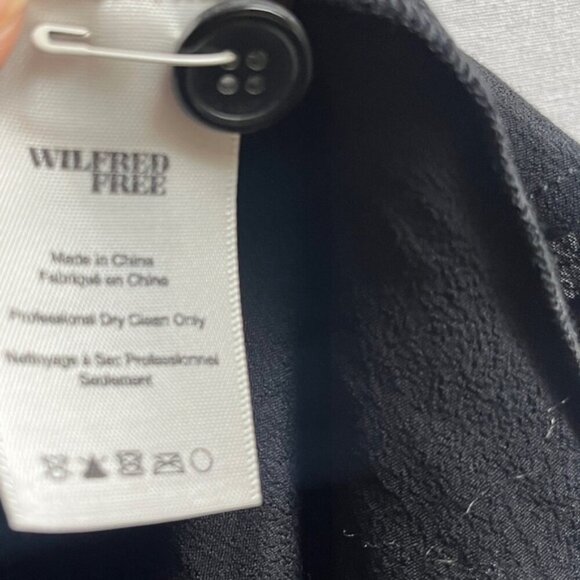 WILFRED
FREE
Made in China
Fabriqué en Chine
Professional Dry Clean Only
Nettoyage à Sec Professionnel
Seulement